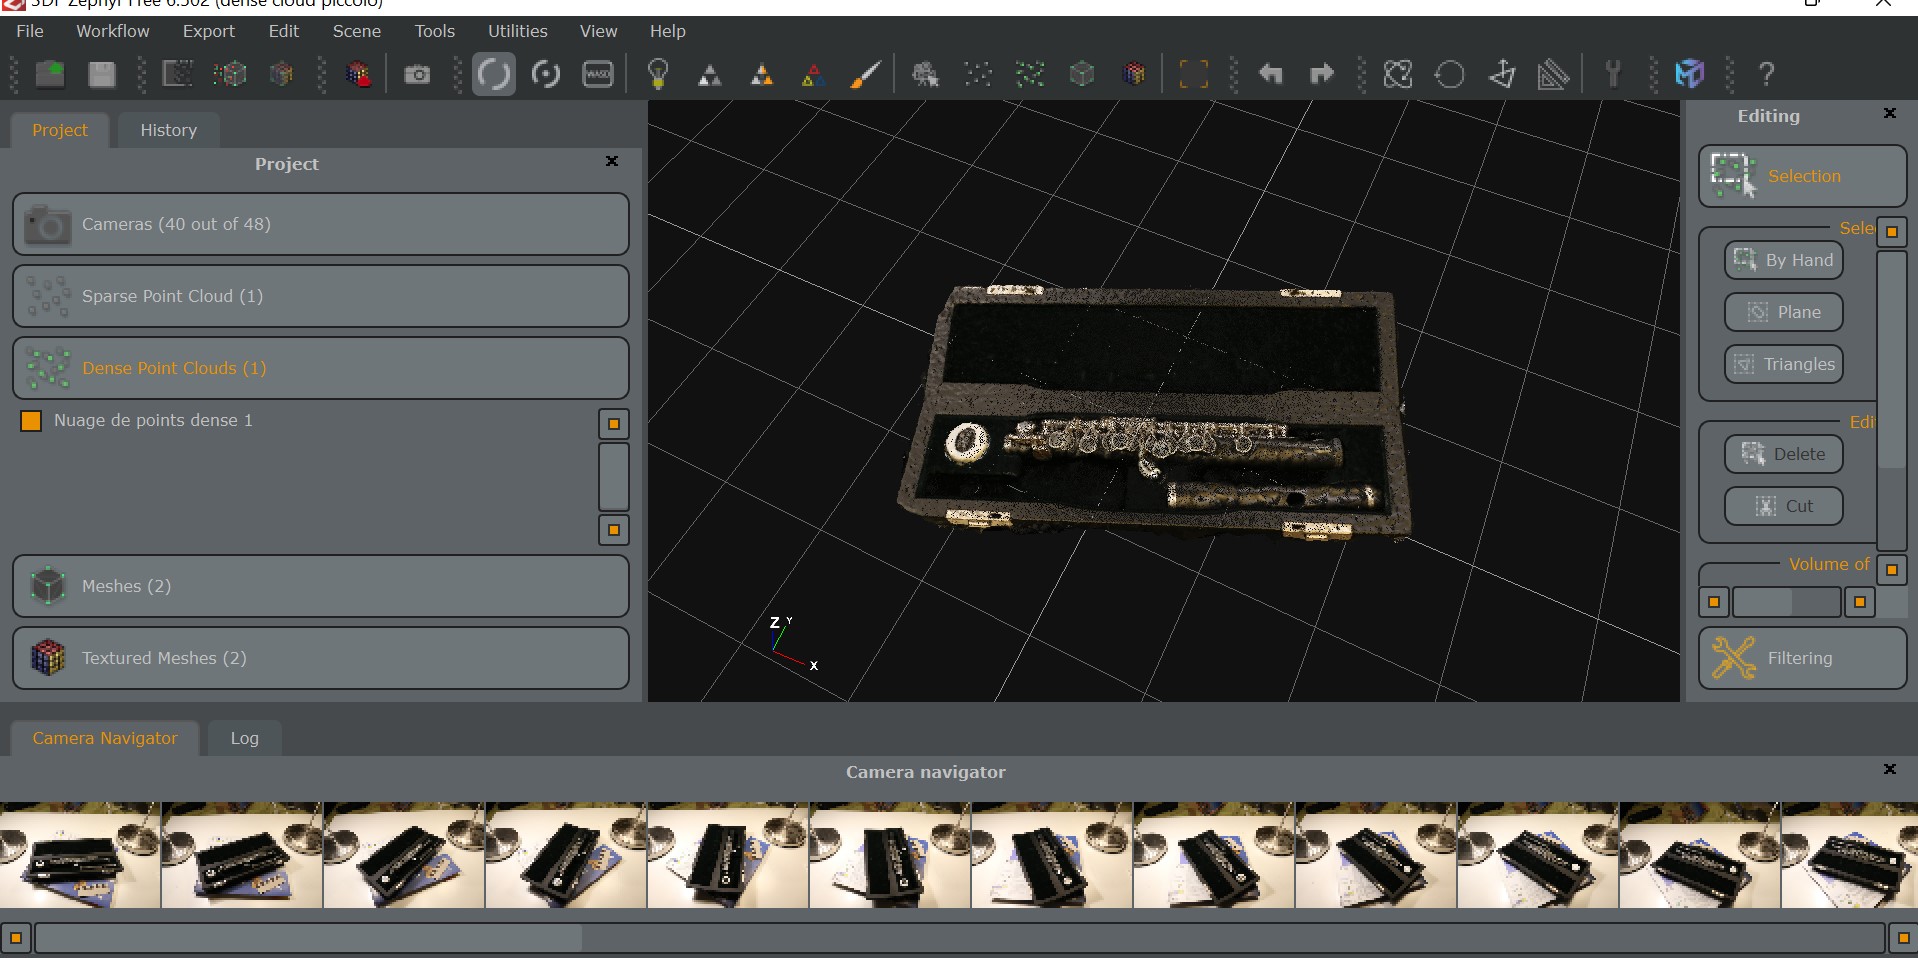 3DF Zephyr Free 6.502 (dense cloud piccolo)
File Workflow Export Edit Scene Tools Utilities View Help
WASD
?
Project History
Project
Cameras (40 out of 48)
Sparse Point Cloud (1)
Dense Point Clouds (1)
Nuage de points dense 1
Meshes (2)
Textured Meshes (2)
Z Y
X
Editing
Selection
Sele
By Hand
Plane
Triangles
Edi
Delete
Cut
Volume of
Filtering
Camera Navigator Log
Camera navigator